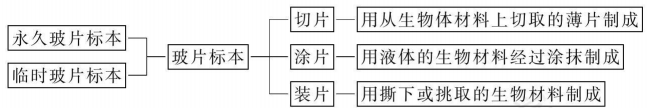 永久玻片标本
临时玻片标本
玻片标本
切片
用从生物体材料上切取的薄片制成
涂片
用液体的生物材料经过涂抹制成
装片
用撕下或挑取的生物材料制成